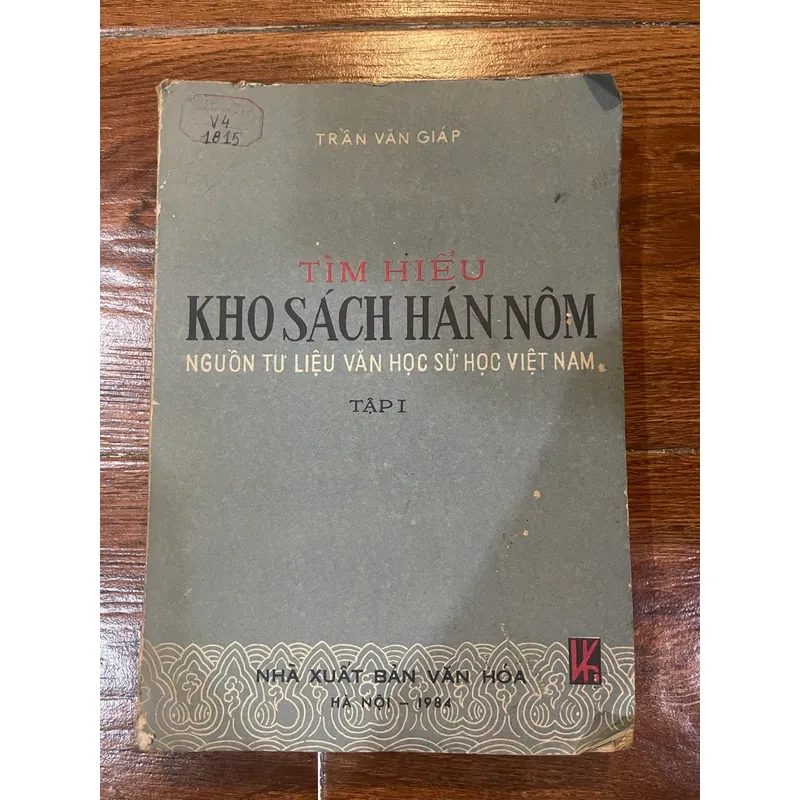 V4
1815
TRẦN VĂN GIÁP
TÌM HIỂU
KHO SÁCH HÁN NÔM
NGUỒN TƯ LIỆU VĂN HỌC SỬ HỌC VIỆT NAM
TẬP I
NHÀ XUẤT BẢN VĂN HÓA
HÀ NỘI - 1984